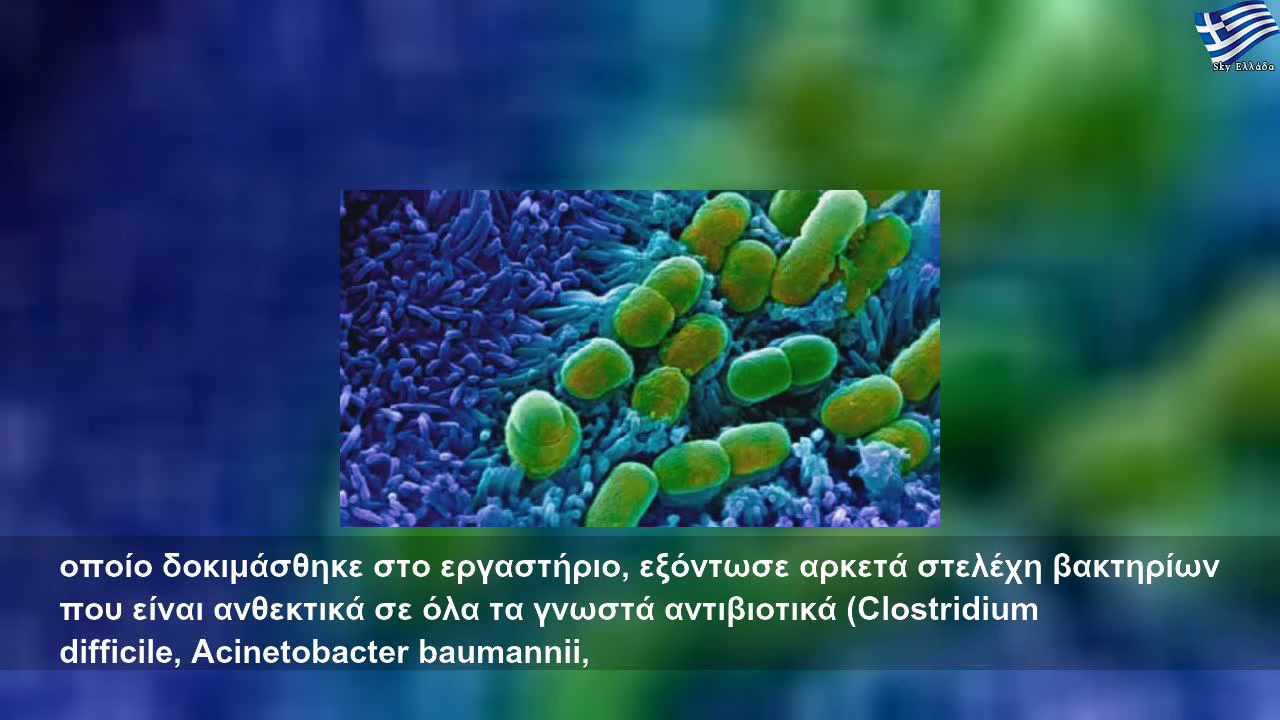 Sky Ελλάδα
οποίο δοκιμάσθηκε στο εργαστήριο, εξόντωσε αρκετά στελέχη βακτηρίων
που είναι ανθεκτικά σε όλα τα γνωστά αντιβιοτικά (Clostridium
difficile, Acinetobacter baumannii,